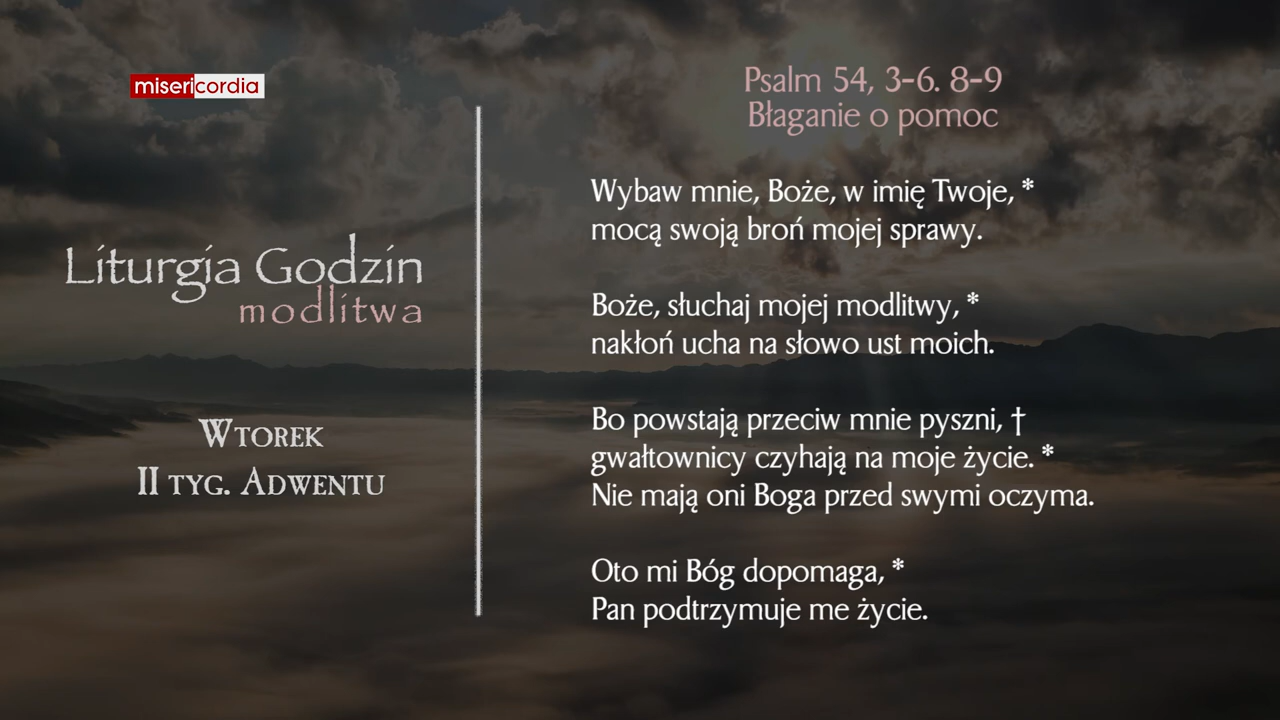 misericordia
Liturgia Godzin
modlitwa
Wtorek
II tyg. Adwentu
Psalm 54, 3-6. 8-9
Błaganie o pomoc
Wybaw mnie, Boże, w imię Twoje, *
mocą swoją broń mojej sprawy.
Boże, słuchaj mojej modlitwy, *
nakłoń ucha na słowo ust moich.
Bo powstają przeciw mnie pyszni, †
gwałtownicy czyhają na moje życie. *
Nie mają oni Boga przed swymi oczyma.
Oto mi Bóg dopomaga, *
Pan podtrzymuje me życie.